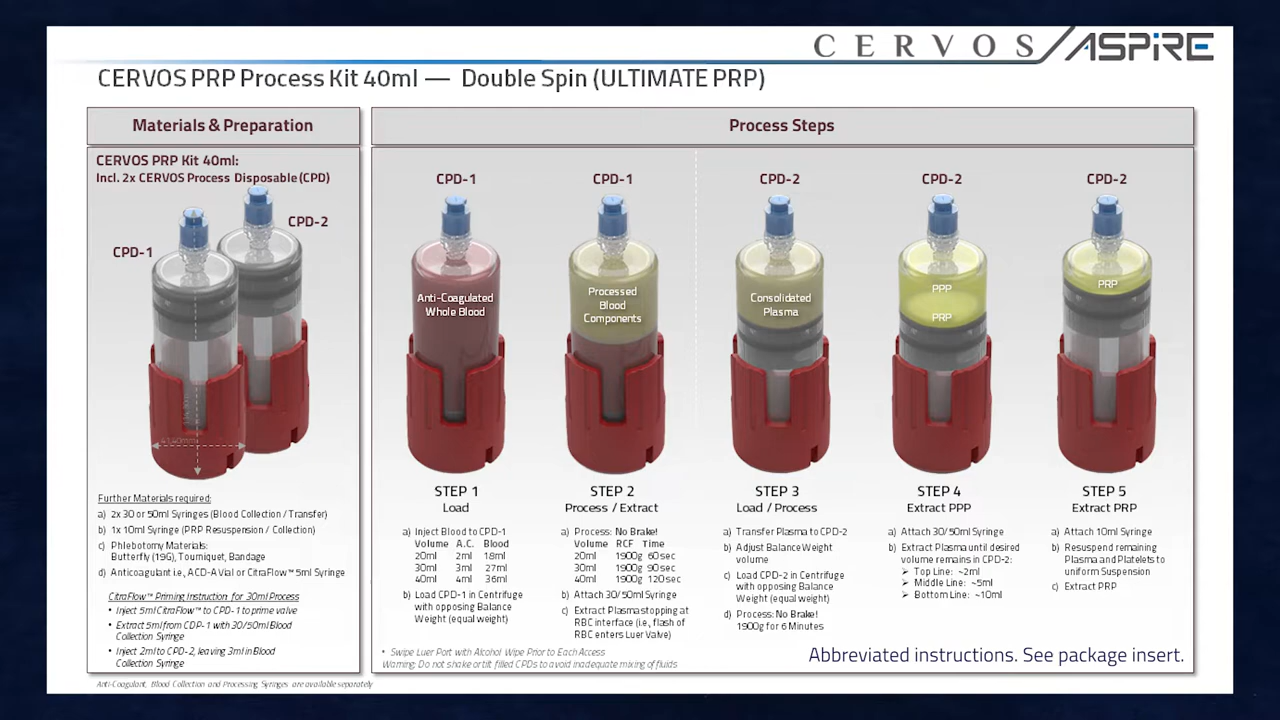 CERVOS ASPIRE
CERVOS PRP Process Kit 40ml — Double Spin (ULTIMATE PRP)
Materials & Preparation
CERVOS PRP Kit 40ml:
Incl. 2x CERVOS Process Disposable (CPD)
CPD-2
CPD-1
Further Materials required:
a) 2x 30 or 50ml Syringes (Blood Collection / Transfer)
b) 1x 10ml Syringe (PRP Resuspension / Collection)
c) Phlebotomy Materials:
Butterfly (19G), Tourniquet, Bandage
d) Anticoagulant i.e., ACD-A Vial or CitraFlow™ 5ml Syringe
CitraFlow™ Priming Instruction for 30ml Process
• Inject 5ml CitraFlow™ to CPD-1 to prime valve
• Extract 5ml from CDP-1 with 30/50ml Blood
Collection Syringe
• Inject 2ml to CPD-2, leaving 3ml in Blood
Collection Syringe
Process Steps
CPD-1
Anti-Coagulated
Whole Blood
STEP 1
Load
a) Inject Blood to CPD-1
Volume A.C. Blood
20ml 2ml 18ml
30ml 3ml 27ml
40ml 4ml 36ml
b) Load CPD-1 in Centrifuge
with opposing Balance
Weight (equal weight)
CPD-1
Processed
Blood
Components
STEP 2
Process / Extract
a) Process: No Brake!
Volume RCF Time
20ml 1900g 60sec
30ml 1900g 90sec
40ml 1900g 120sec
b) Attach 30/50ml Syringe
c) Extract Plasma stopping at
RBC interface (i.e., flash of
RBC enters Luer Valve)
CPD-2
Consolidated
Plasma
STEP 3
Load / Process
a) Transfer Plasma to CPD-2
b) Adjust Balance Weight
volume
c) Load CPD-2 in Centrifuge
with opposing Balance
Weight (equal weight)
d) Process: No Brake!
1900g for 6 Minutes
CPD-2
PPP
PRP
STEP 4
Extract PPP
a) Attach 30/50ml Syringe
b) Extract Plasma until desired
volume remains in CPD-2:
➢ Top Line: ~2ml
➢ Middle Line: ~5ml
➢ Bottom Line: ~10ml
CPD-2
PRP
STEP 5
Extract PRP
a) Attach 10ml Syringe
b) Resuspend remaining
Plasma and Platelets to
uniform Suspension
c) Extract PRP
• Swipe Luer Port with Alcohol Wipe Prior to Each Access
Warning: Do not shake or tilt filled CPDs to avoid inadequate mixing of fluids
Abbreviated instructions. See package insert.
Anti-Coagulant, Blood Collection and Processing Syringes are available separately